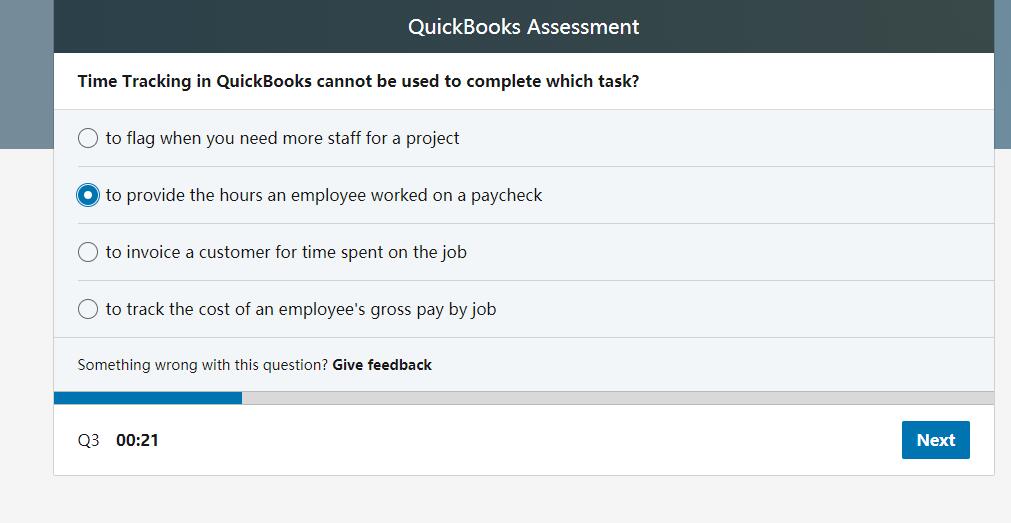 QuickBooks Assessment
Time Tracking in QuickBooks cannot be used to complete which task?
to flag when you need more staff for a project
to provide the hours an employee worked on a paycheck
to invoice a customer for time spent on the job
to track the cost of an employee's gross pay by job
Something wrong with this question? Give feedback
Q3 00:21
Next